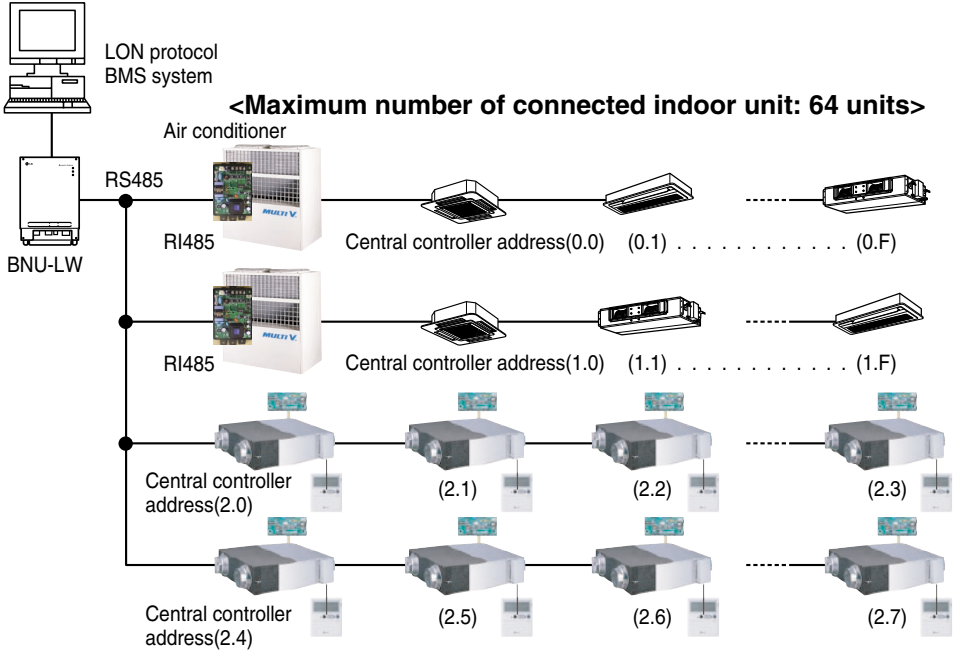 LON protocol
BMS system
<Maximum number of connected indoor unit: 64 units>
Air conditioner
RS485
MULTI V.
RI485
Central controller address(0.0) (0.1) . . . . . . . . . . . . (0.F)
BNU-LW
MULTI V.
RI485
Central controller address(1.0) (1.1) . . . . . . . . . . . . (1.F)
Central controller
address(2.0)
(2.1)
(2.2)
(2.3)
Central controller
address(2.4)
(2.5)
(2.6)
(2.7)